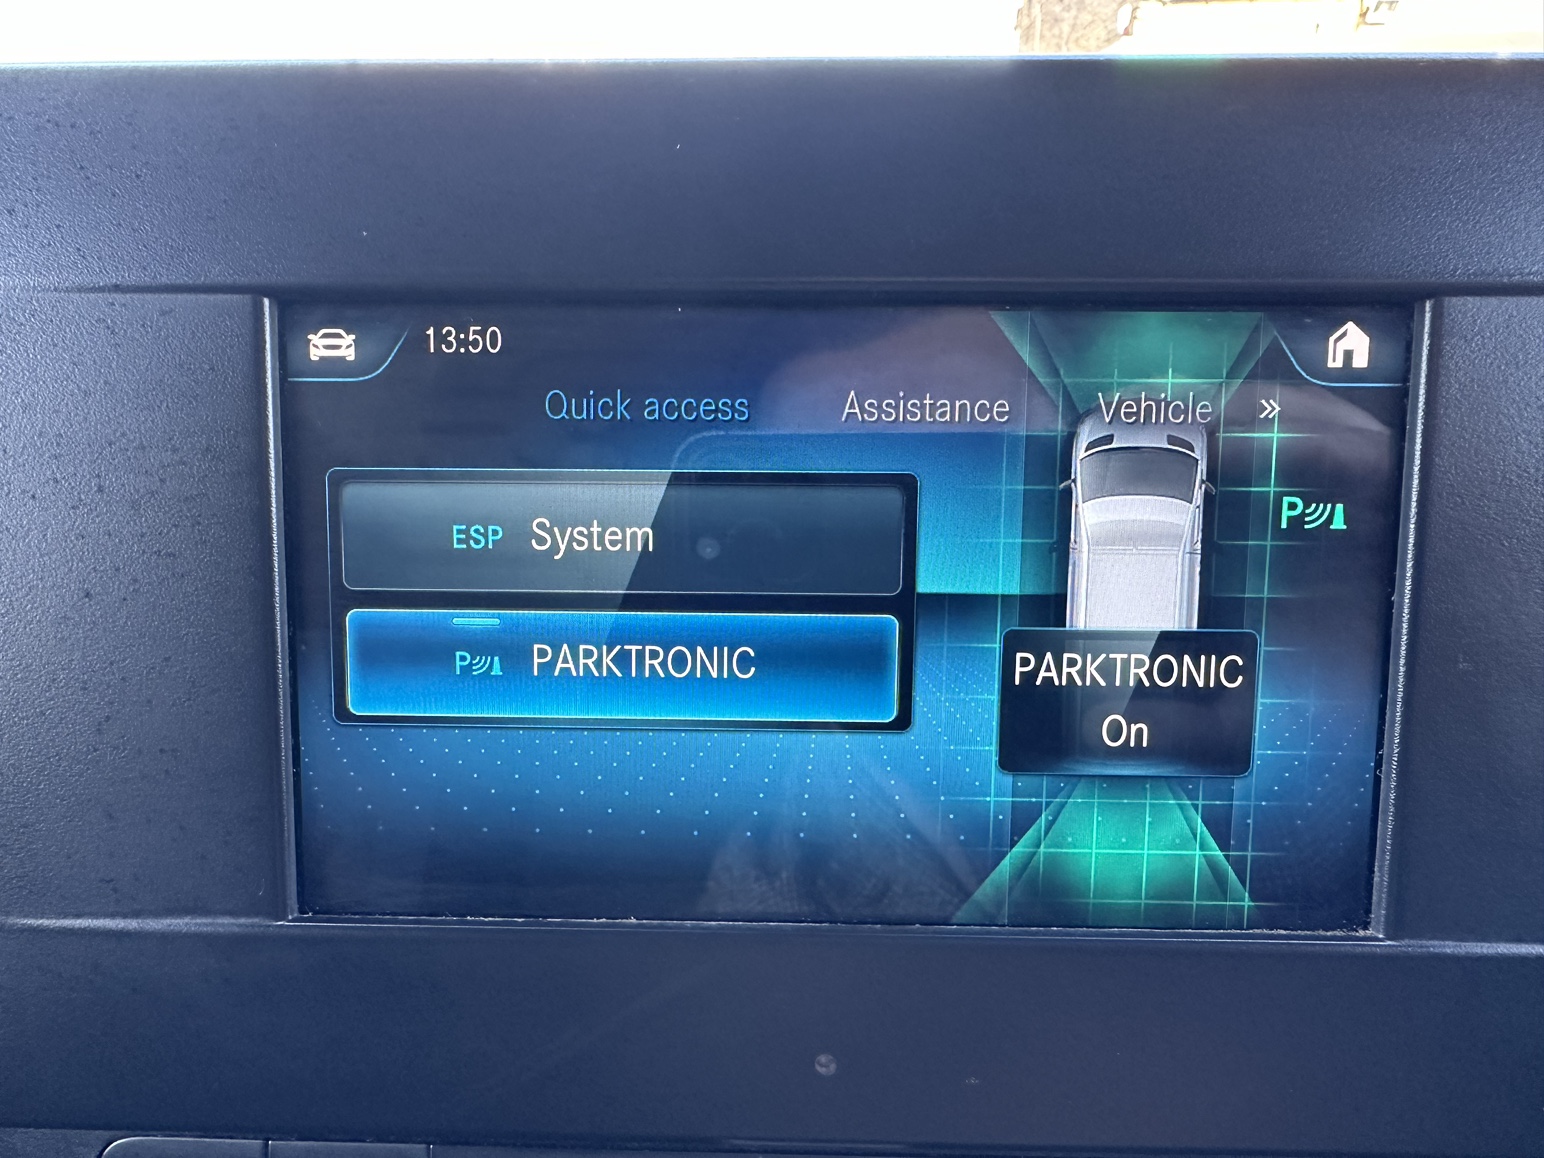 13:50
Quick access Assistance Vehicle »
ESP System
P PARKTRONIC
P
PARKTRONIC
On